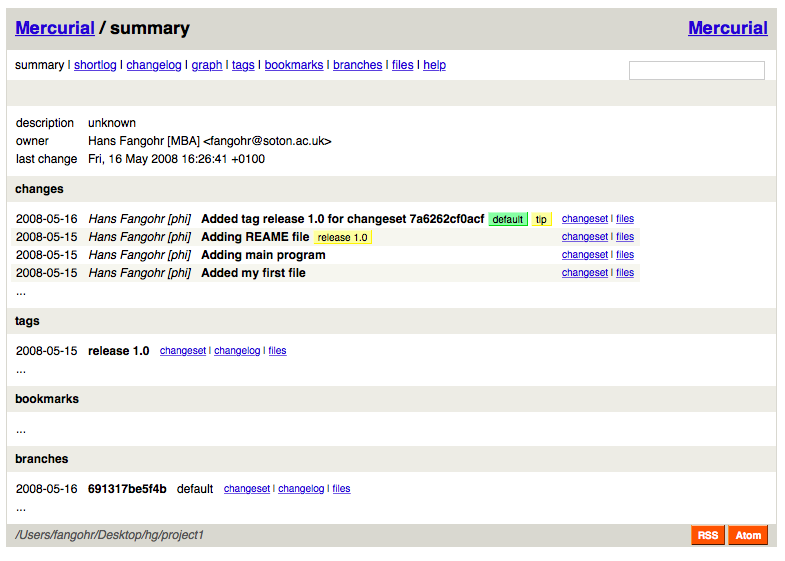 Mercurial / summary Mercurial
summary | shortlog | changelog | graph | tags | bookmarks | branches | files | help
description unknown
owner Hans Fangohr [MBA] <fangohr@soton.ac.uk>
last change Fri, 16 May 2008 16:26:41 +0100
changes
2008-05-16 Hans Fangohr [phi] Added tag release 1.0 for changeset 7a6262cf0acf default tip changeset | files
2008-05-15 Hans Fangohr [phi] Adding REAME file release 1.0 changeset | files
2008-05-15 Hans Fangohr [phi] Adding main program changeset | files
2008-05-15 Hans Fangohr [phi] Added my first file changeset | files
...
tags
2008-05-15 release 1.0 changeset | changelog | files
...
bookmarks
...
branches
2008-05-16 691317be5f4b default changeset | changelog | files
...
/Users/fangohr/Desktop/hg/project1 RSS Atom